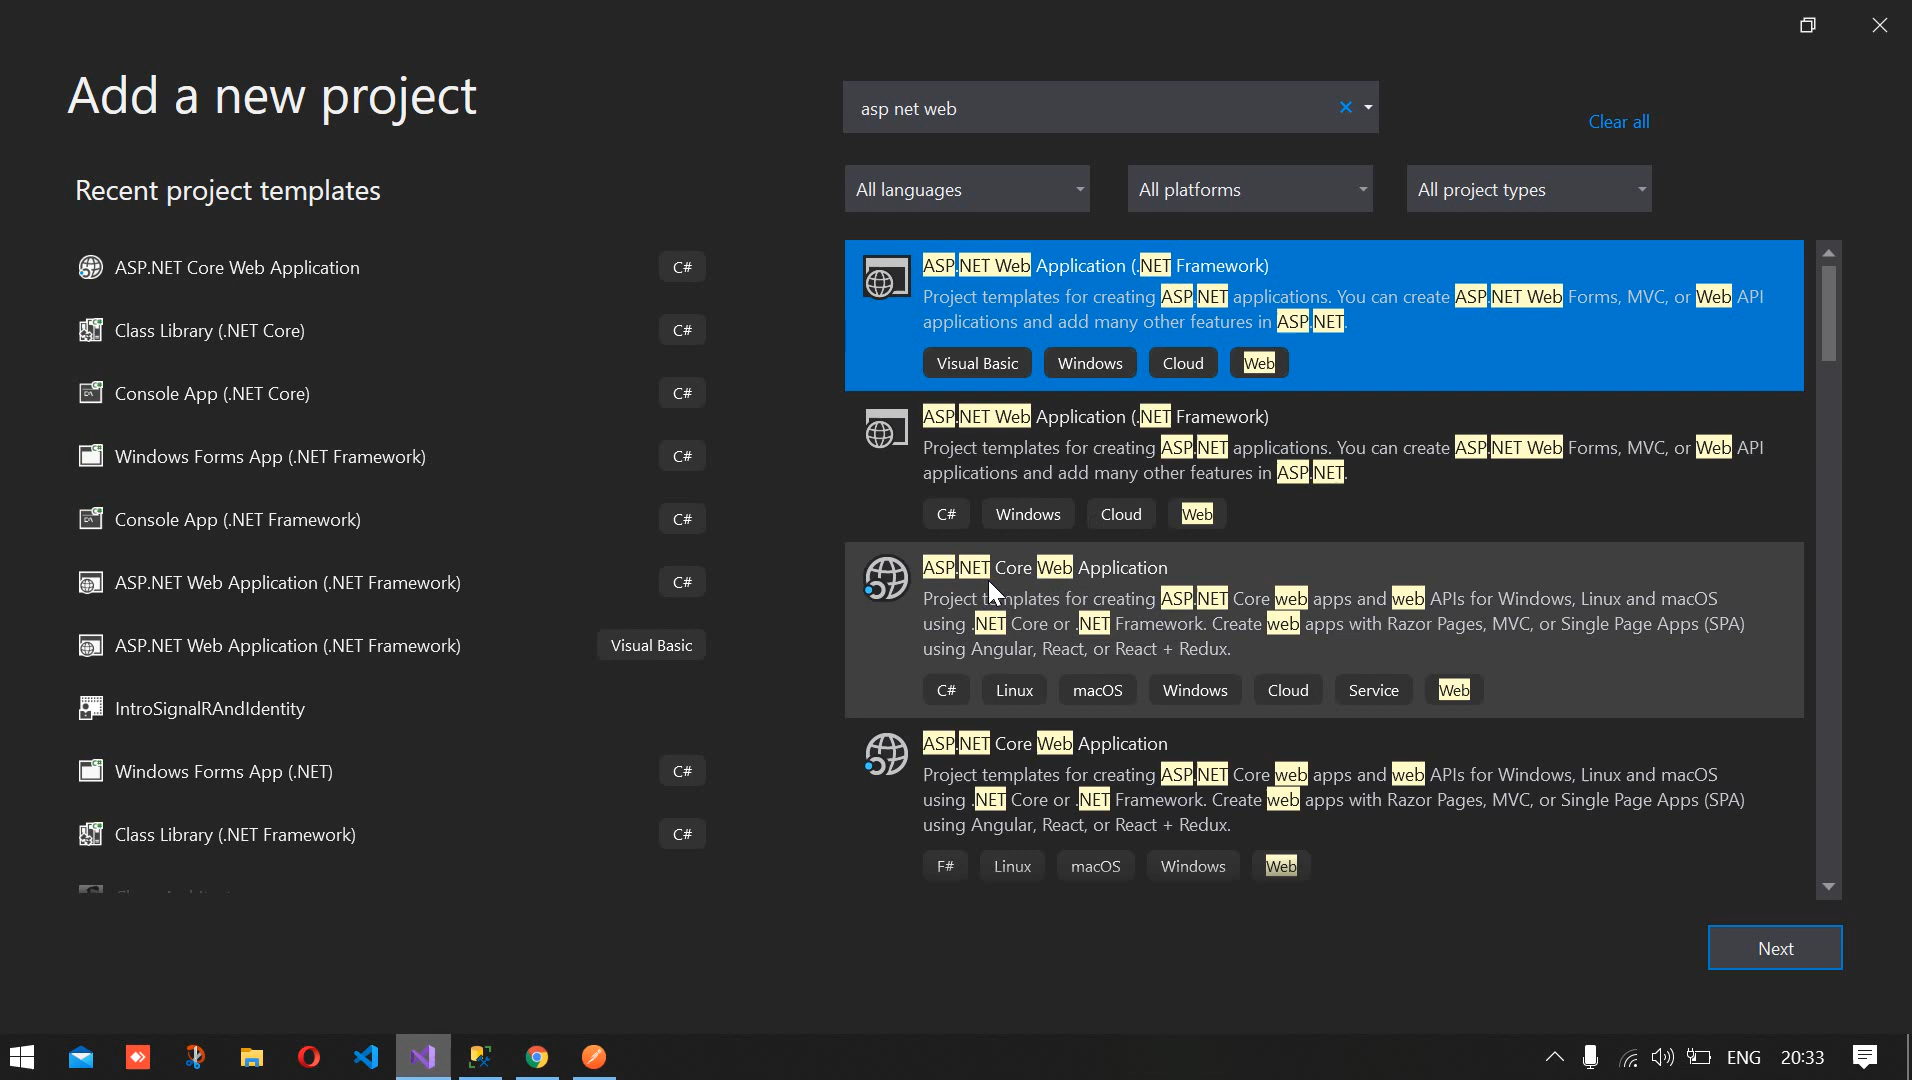 Add a new project
asp net web
Clear all
Recent project templates
All languages
All platforms
All project types
ASP.NET Core Web Application
C#
Class Library (.NET Core)
C#
Console App (.NET Core)
C#
Windows Forms App (.NET Framework)
C#
Console App (.NET Framework)
C#
ASP.NET Web Application (.NET Framework)
C#
ASP.NET Web Application (.NET Framework)
Visual Basic
IntroSignalRAndIdentity
Windows Forms App (.NET)
C#
Class Library (.NET Framework)
C#
ASP.NET Web Application (.NET Framework)
Project templates for creating ASP.NET applications. You can create ASP.NET Web Forms, MVC, or Web API
applications and add many other features in ASP.NET.
Visual Basic Windows Cloud Web
ASP.NET Web Application (.NET Framework)
Project templates for creating ASP.NET applications. You can create ASP.NET Web Forms, MVC, or Web API
applications and add many other features in ASP.NET.
C# Windows Cloud Web
ASP.NET Core Web Application
Project templates for creating ASP.NET Core web apps and web APIs for Windows, Linux and macOS
using .NET Core or .NET Framework. Create web apps with Razor Pages, MVC, or Single Page Apps (SPA)
using Angular, React, or React + Redux.
C# Linux macOS Windows Cloud Service Web
ASP.NET Core Web Application
Project templates for creating ASP.NET Core web apps and web APIs for Windows, Linux and macOS
using .NET Core or .NET Framework. Create web apps with Razor Pages, MVC, or Single Page Apps (SPA)
using Angular, React, or React + Redux.
F# Linux macOS Windows Web
Next
ENG 20:33